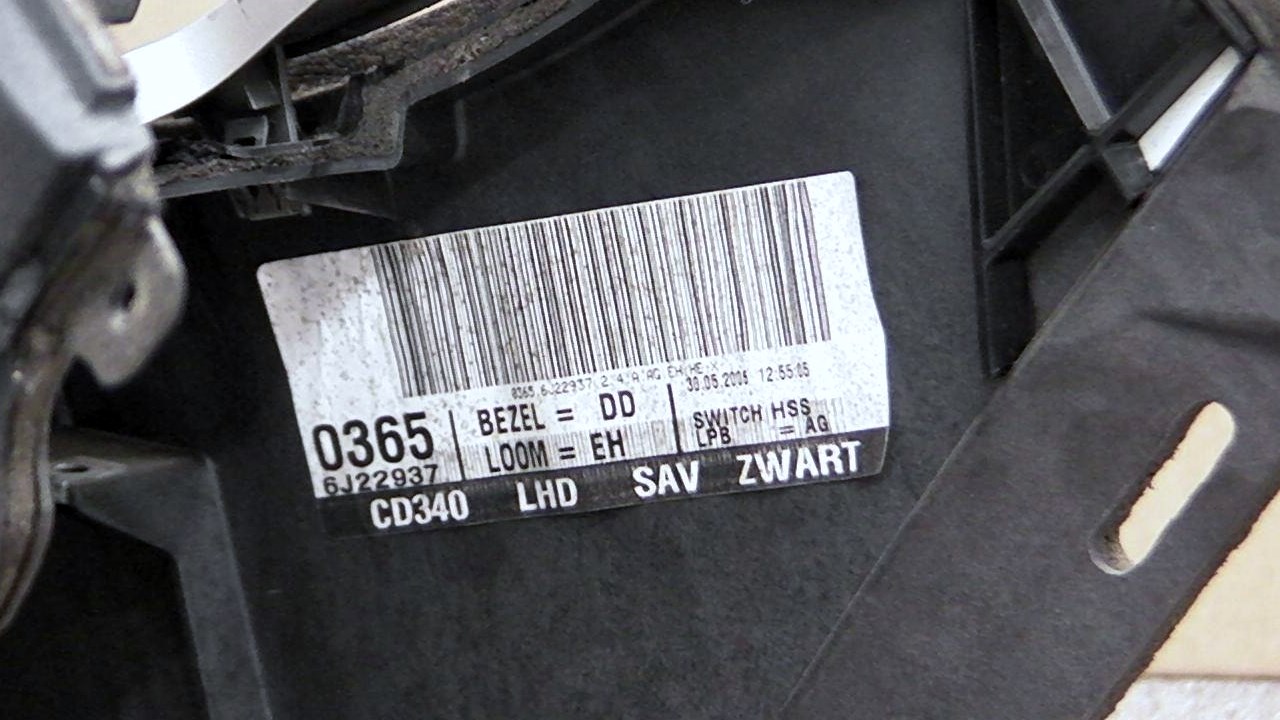 0365 6J22937 2 4 A AG EH HE X
30.05.2005 12:55:05
0365
BEZEL = DD
SWITCH HSS
LOOM = EH
LPB = AG
6J22937
CD340 LHD SAV ZWART